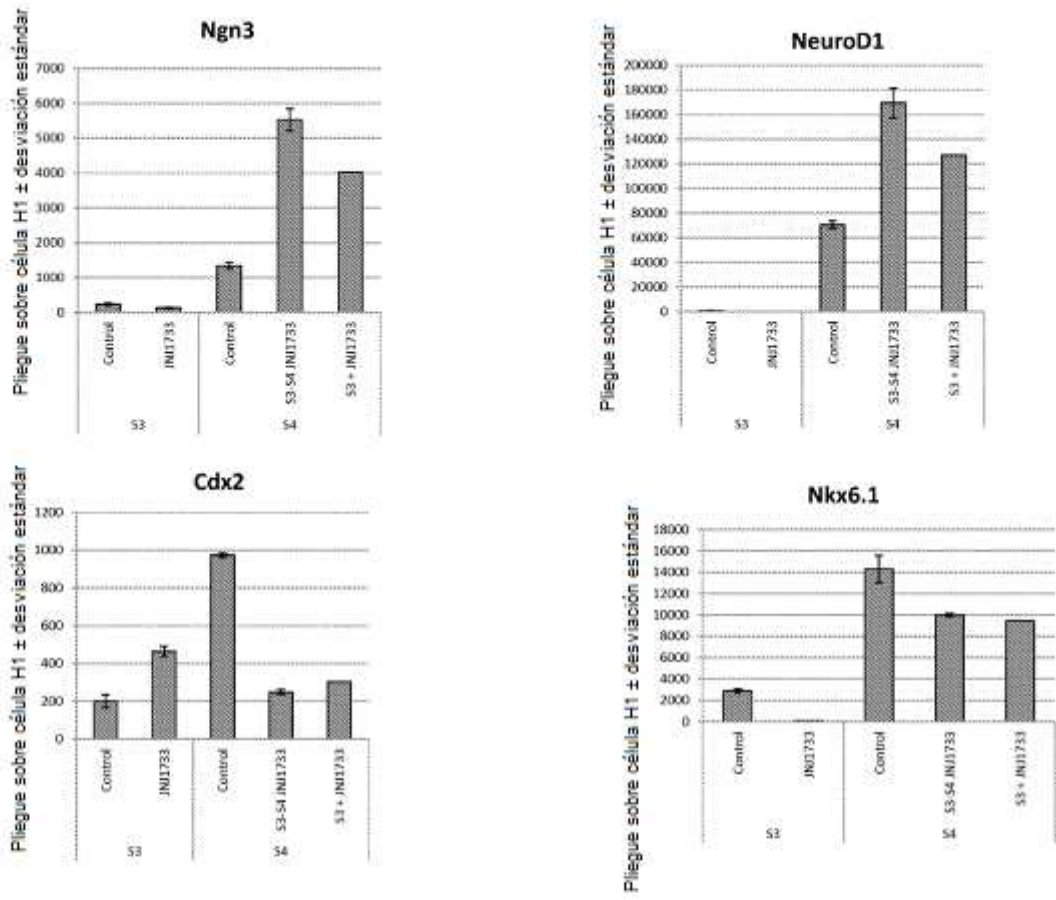 Ngn3
Pliegue sobre célula H1 ± desviación estándar
7000
6000
5000
4000
3000
2000
1000
0
Control
JNJ1733
Control
S3-S4 JNJ1733
S3 + JNJ1733
S3
S4
NeuroD1
Pliegue sobre célula H1 ± desviación estándar
200000
180000
160000
140000
120000
100000
80000
60000
40000
20000
0
Control
JNJ1733
Control
S3-S4 JNJ1733
S3 + JNJ1733
S3
S4
Cdx2
Pliegue sobre célula H1 ± desviación estándar
1200
1000
800
600
400
200
0
Control
JNJ1733
Control
S3-S4 JNJ1733
S3 + JNJ1733
S3
S4
Nkx6.1
Pliegue sobre célula H1 ± desviación estándar
18000
16000
14000
12000
10000
8000
6000
4000
2000
0
Control
JNJ1733
Control
S3-S4 JNJ1733
S3 + JNJ1733
S3
S4